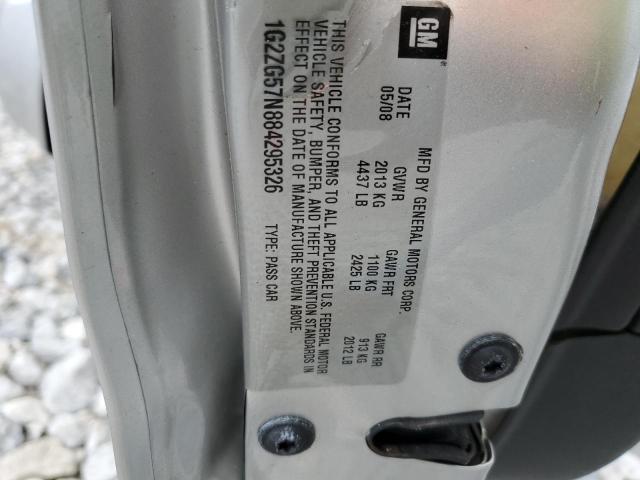 GM
MFD BY GENERAL MOTORS CORP.
DATE GVWR GAWR FRT GAWR RR
05/08 2013 KG 1100 KG 913 KG
4437 LB 2425 LB 2012 LB
THIS VEHICLE CONFORMS TO ALL APPLICABLE U.S. FEDERAL MOTOR
VEHICLE SAFETY, BUMPER, AND THEFT PREVENTION STANDARDS IN
EFFECT ON THE DATE OF MANUFACTURE SHOWN ABOVE.
1G2ZG57N884295326 TYPE: PASS CAR